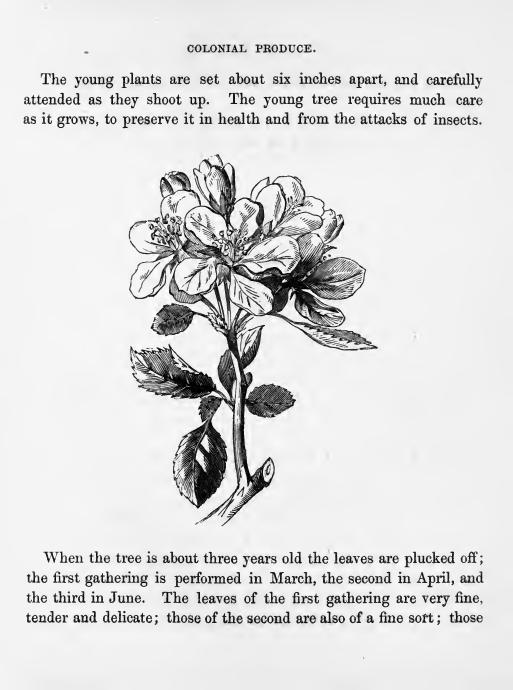 COLONIAL PRODUCE.
The young plants are set about six inches apart, and carefully
attended as they shoot up. The young tree requires much care
as it grows, to preserve it in health and from the attacks of insects.
When the tree is about three years old the leaves are plucked off;
the first gathering is performed in March, the second in April, and
the third in June. The leaves of the first gathering are very fine,
tender and delicate; those of the second are also of a fine sort; those